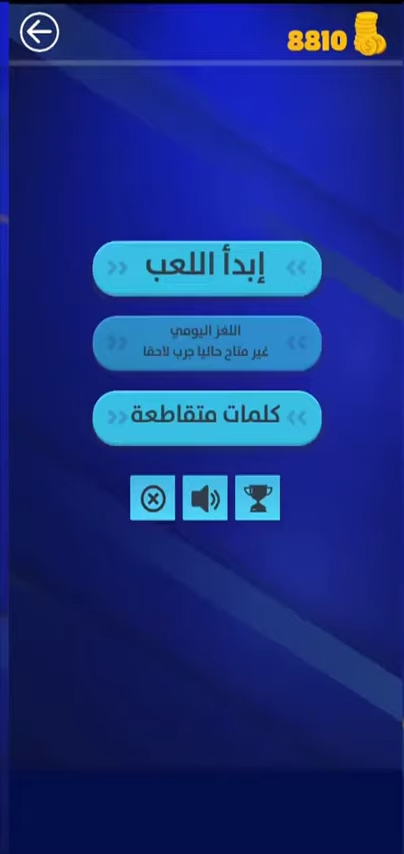 8810
إبدأ اللعب
اللغز اليومي
غير متاح حاليا جرب لاحقا
كلمات متقاطعة